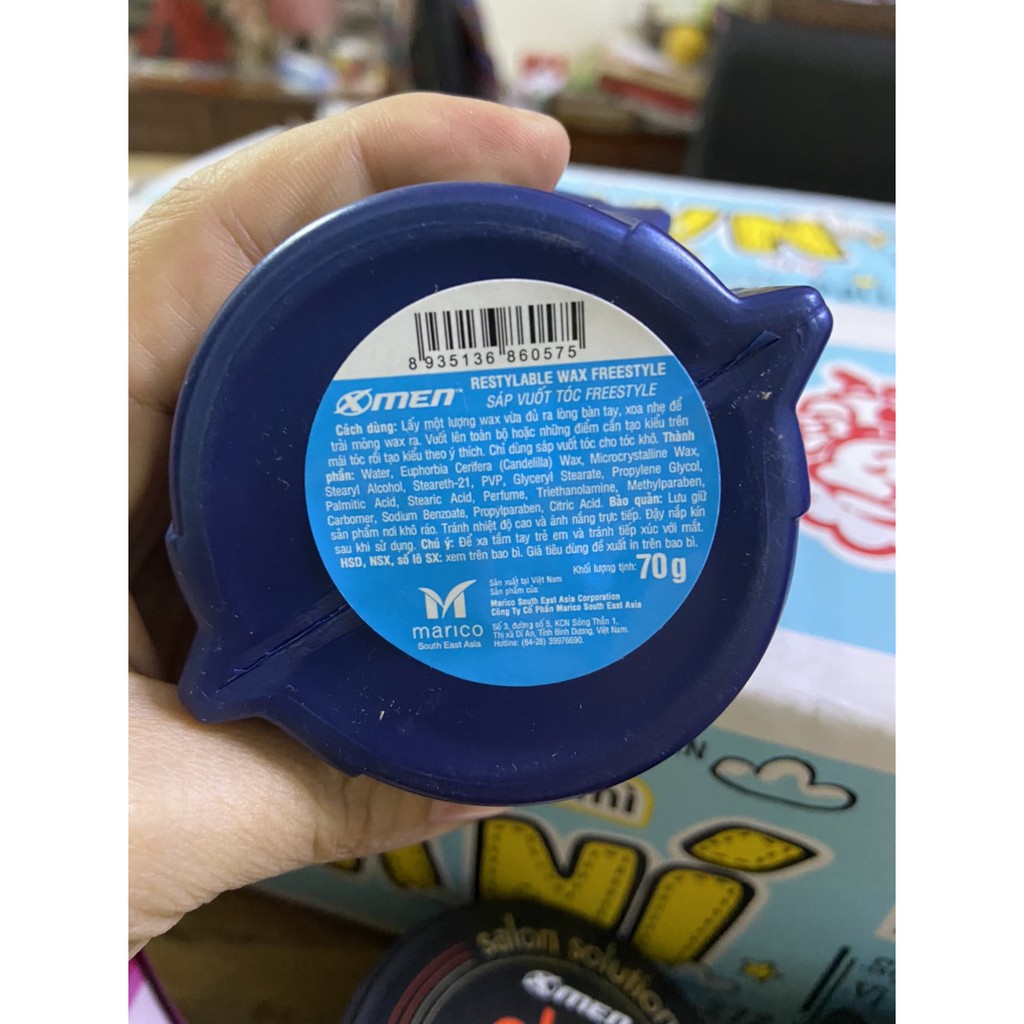 8 935136 860575
XMEN™ RESTYLABLE WAX FREESTYLE
SÁP VUỐT TÓC FREESTYLE
Cách dùng: Lấy một lượng wax vừa đủ ra lòng bàn tay, xoa nhẹ để
trải mỏng wax ra. Vuốt lên toàn bộ hoặc những điểm cần tạo kiểu trên
mái tóc rồi tạo kiểu theo ý thích. Chỉ dùng sáp vuốt tóc cho tóc khô. Thành
phần: Water, Euphorbia Cerifera (Candelilla) Wax, Microcrystalline Wax,
Stearyl Alcohol, Steareth-21, PVP, Glyceryl Stearate, Propylene Glycol,
Palmitic Acid, Stearic Acid, Perfume, Triethanolamine, Methylparaben,
Carbomer, Sodium Benzoate, Propylparaben, Citric Acid. Bảo quản: Lưu giữ
sản phẩm nơi khô ráo. Tránh nhiệt độ cao và ánh nắng trực tiếp. Đậy nắp kín
sau khi sử dụng. Chú ý: Để xa tầm tay trẻ em và tránh tiếp xúc với mắt.
HSD, NSX, số lô SX: xem trên bao bì. Giá tiêu dùng đề xuất in trên bao bì.
Khối lượng tịnh: 70g
marico
South East Asia
Sản xuất tại Việt Nam
Sản phẩm của:
Marico South East Asia Corporation
Công Ty Cổ Phần Marico South East Asia
Số 3, đường số 5, KCN Sóng Thần 1,
Thị xã Dĩ An, Tỉnh Bình Dương, Việt Nam.
Hotline: (84-28) 39976690.
salon solution
XMEN